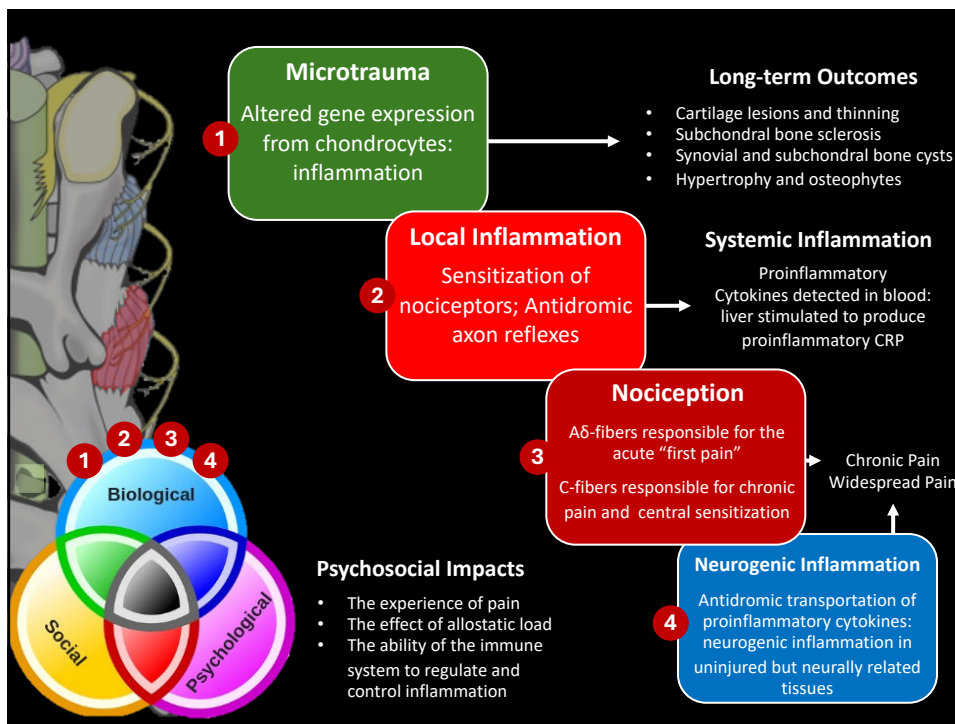 Microtrauma
1
Altered gene expression
from chondrocytes:
inflammation
Long-term Outcomes
• Cartilage lesions and thinning
• Subchondral bone sclerosis
• Synovial and subchondral bone cysts
• Hypertrophy and osteophytes
Local Inflammation
2
Sensitization of
nociceptors; Antidromic
axon reflexes
Systemic Inflammation
Proinflammatory
Cytokines detected in blood:
liver stimulated to produce
proinflammatory CRP
Nociception
3
Aδ-fibers responsible for the
acute “first pain”
C-fibers responsible for chronic
pain and central sensitization
Chronic Pain
Widespread Pain
Neurogenic Inflammation
4
Antidromic transportation of
proinflammatory cytokines:
neurogenic inflammation in
uninjured but neurally related
tissues
1
2
3
4
Biological
Social
Psychological
Psychosocial Impacts
• The experience of pain
• The effect of allostatic load
• The ability of the immune
system to regulate and
control inflammation